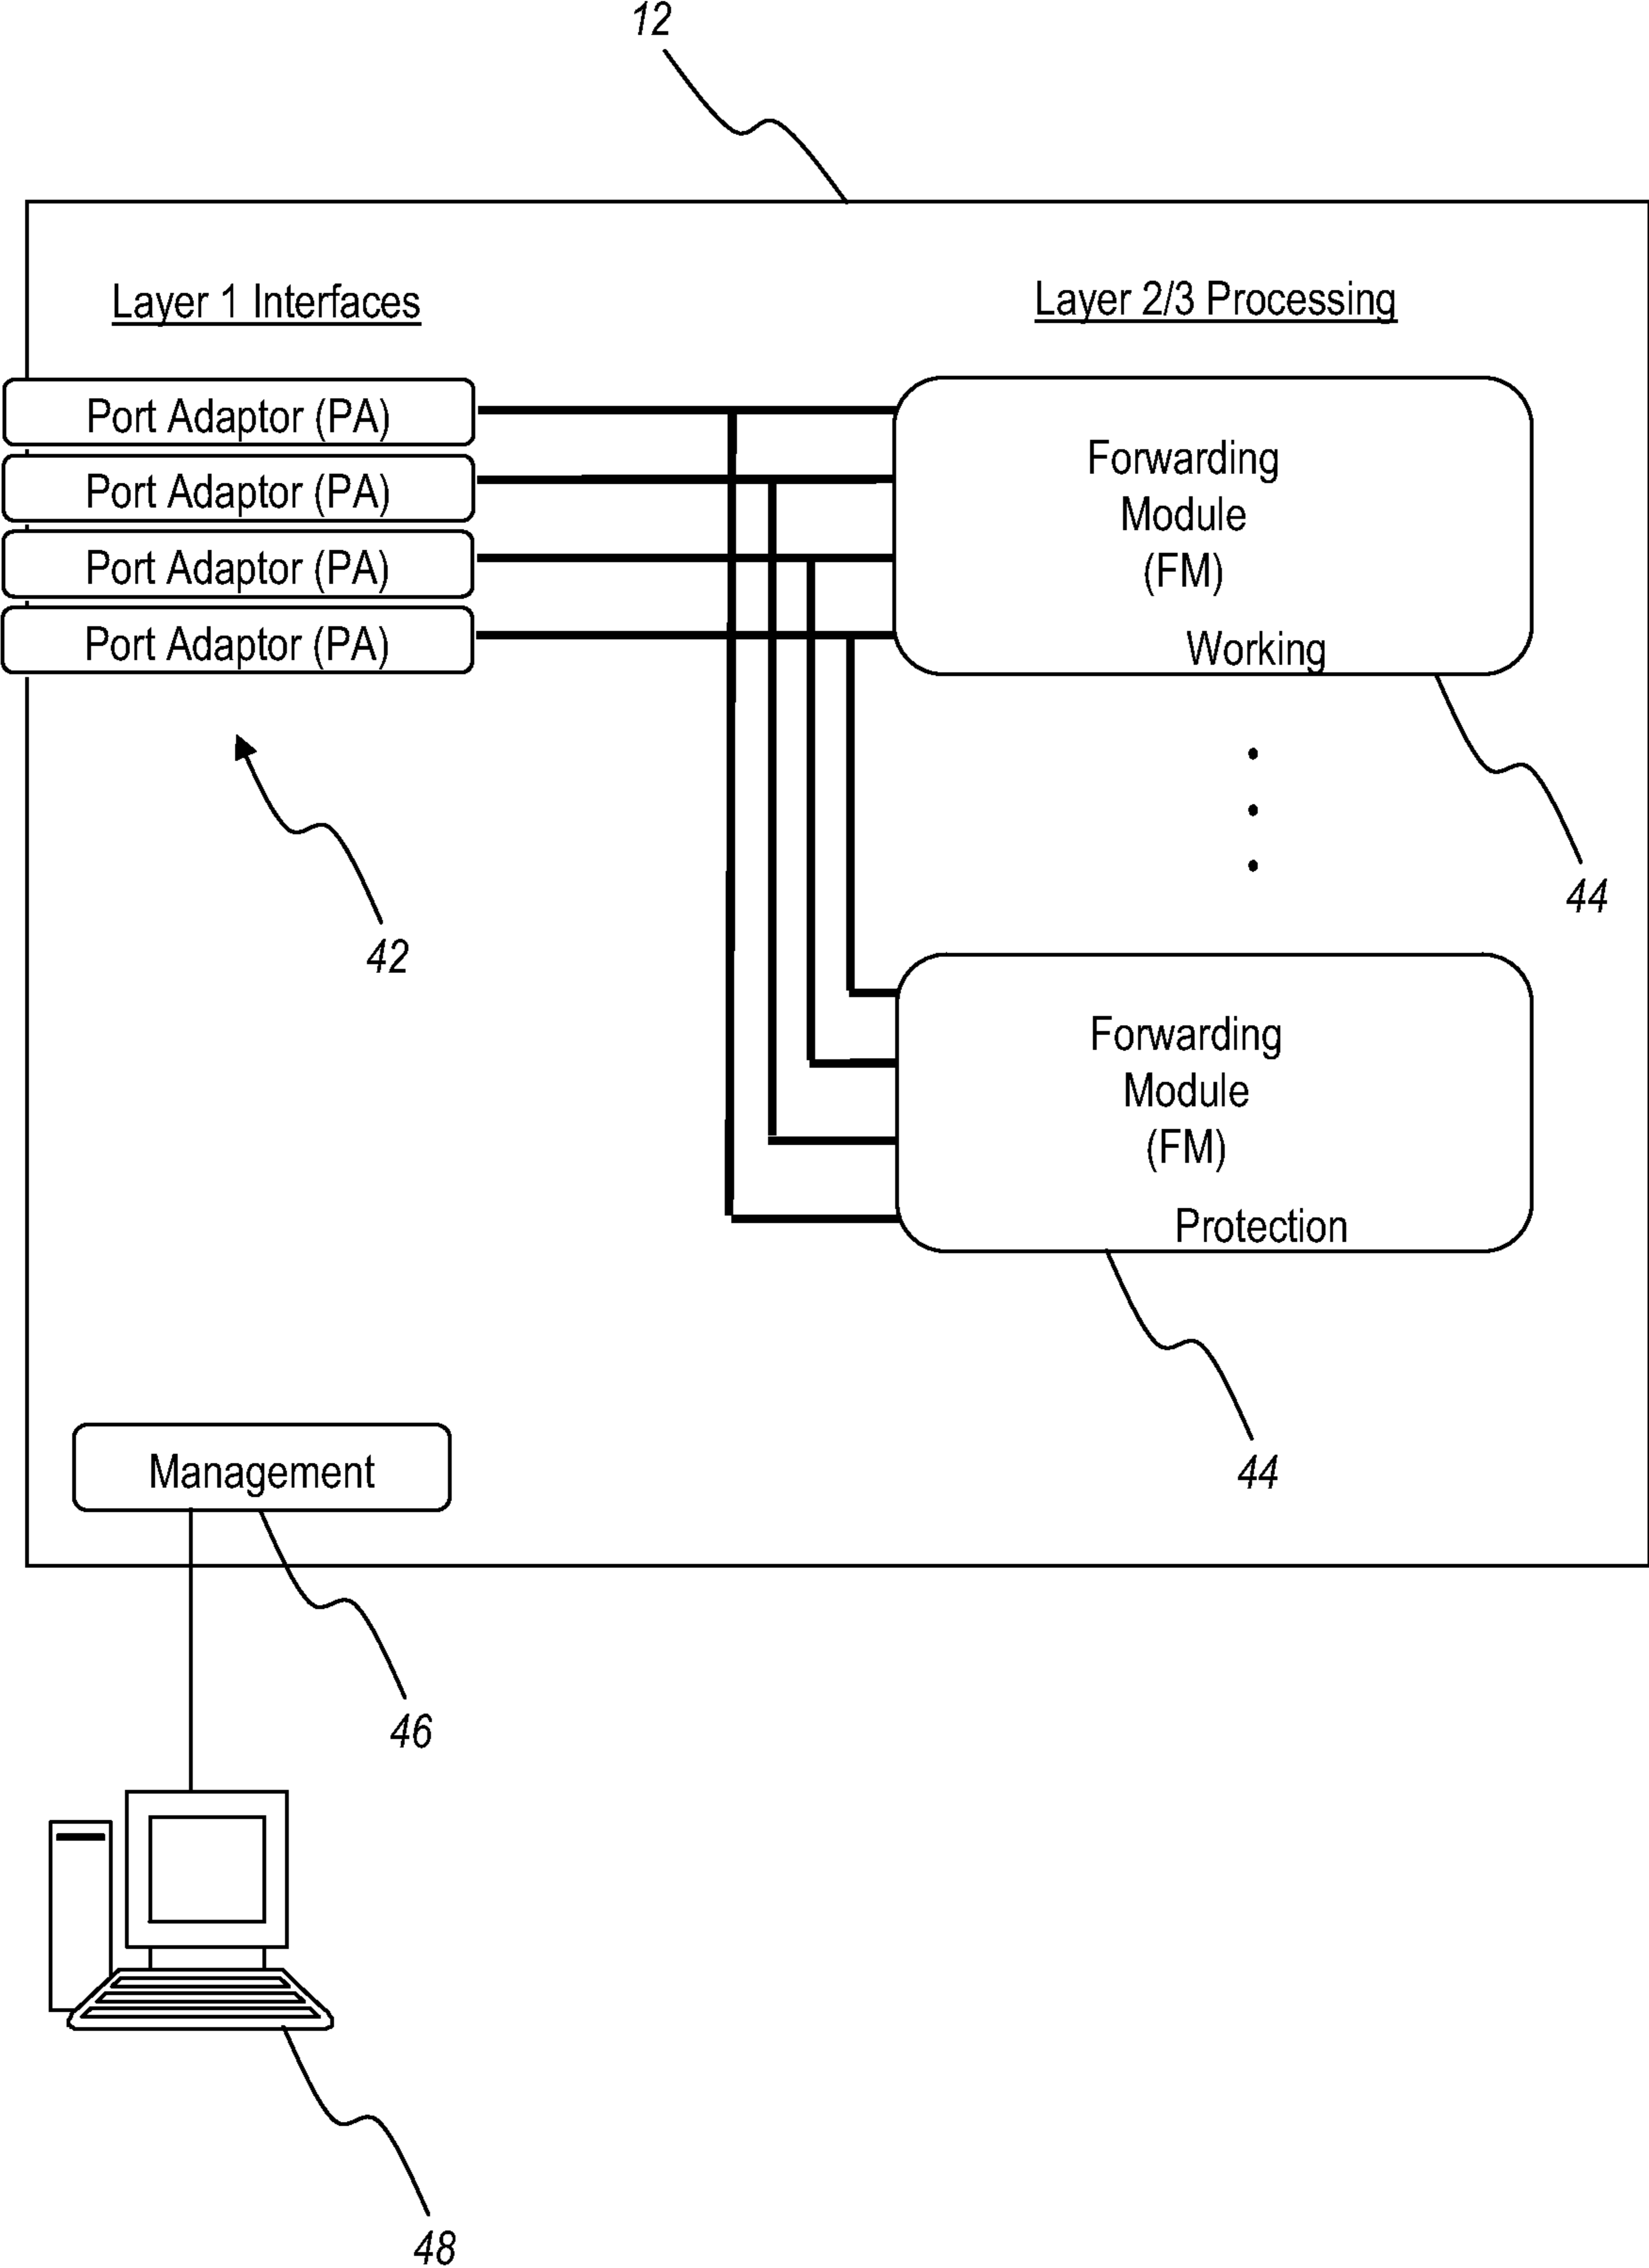 12
Layer 1 Interfaces
Layer 2/3 Processing
Port Adaptor (PA)
Port Adaptor (PA)
Port Adaptor (PA)
Port Adaptor (PA)
Forwarding
Module
(FM)
Working
44
42
Forwarding
Module
(FM)
Protection
44
Management
46
48